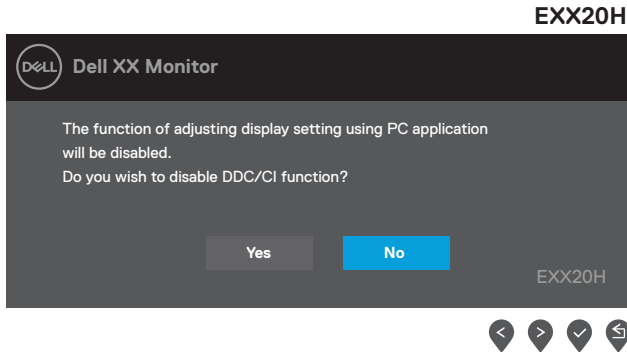 EXX20H
DELL Dell XX Monitor
The function of adjusting display setting using PC application
will be disabled.
Do you wish to disable DDC/CI function?
Yes No
EXX20H